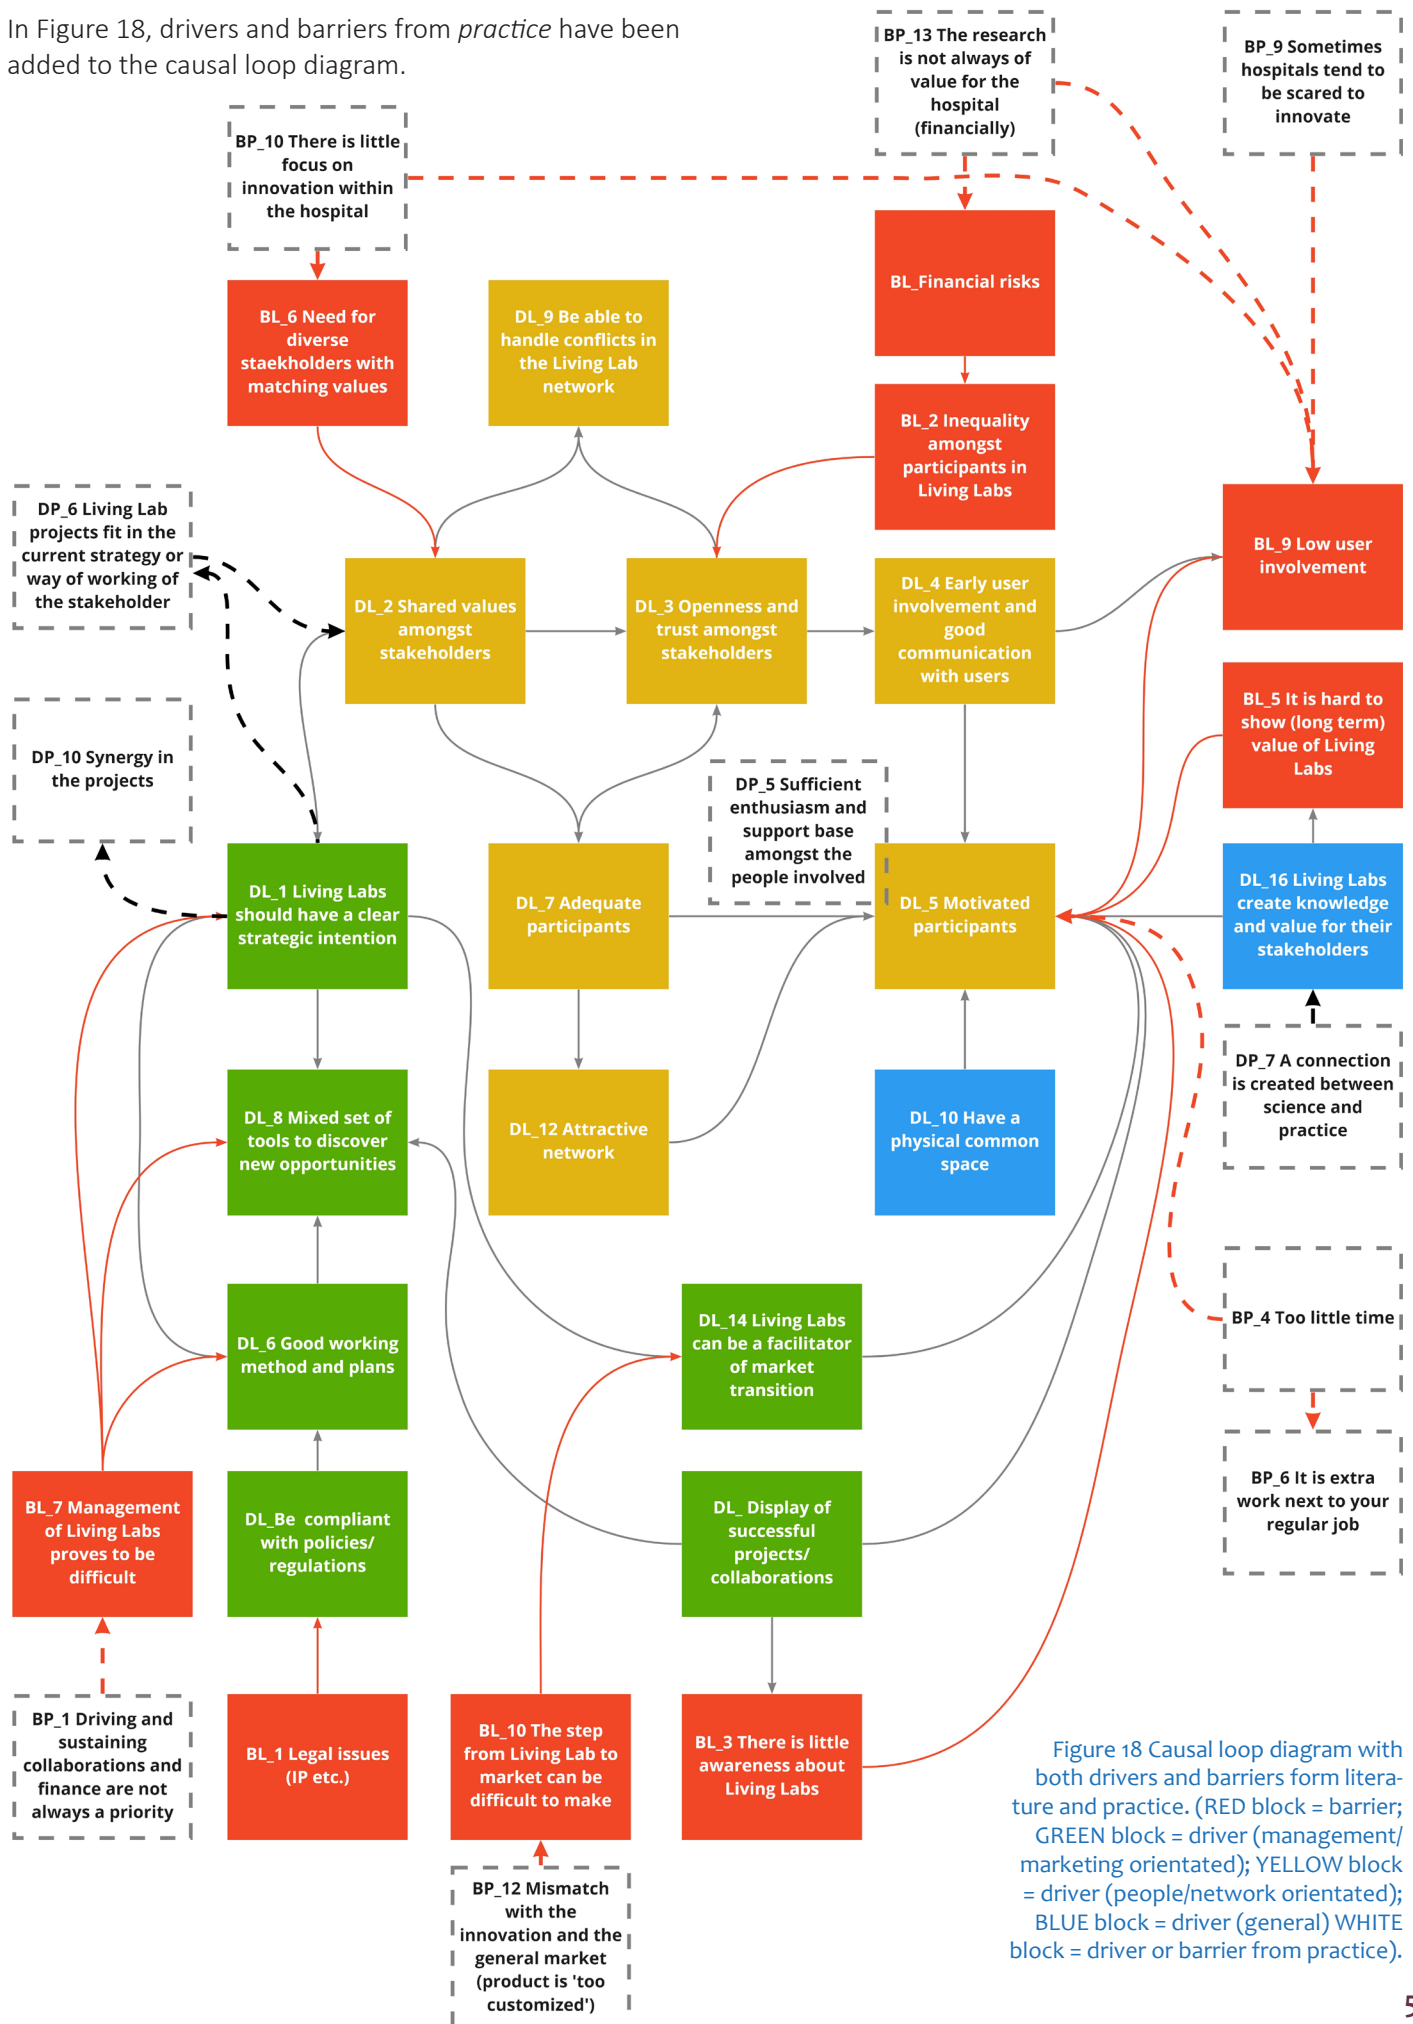 In Figure 18, drivers and barriers from practice have been
added to the causal loop diagram.
BP_13 The research
is not always of
value for the
hospital
(financially)
BP_9 Sometimes
hospitals tend to
be scared to
innovate
BP_10 There is little
focus on
innovation within
the hospital
BL_Financial risks
BL_6 Need for
diverse
staekholders with
matching values
DL_9 Be able to
handle conflicts in
the Living Lab
network
BL_2 Inequality
amongst
participants in
Living Labs
DP_6 Living Lab
projects fit in the
current strategy or
way of working of
the stakeholder
BL_9 Low user
involvement
DL_2 Shared values
amongst
stakeholders
DL_3 Openness and
trust amongst
stakeholders
DL_4 Early user
involvement and
good
communication
with users
BL_5 It is hard to
show (long term)
value of Living
Labs
DP_10 Synergy in
the projects
DP_5 Sufficient
enthusiasm and
support base
amongst the
people involved
DL_1 Living Labs
should have a clear
strategic intention
DL_7 Adequate
participants
DL_5 Motivated
participants
DL_16 Living Labs
create knowledge
and value for their
stakeholders
DP_7 A connection
is created between
science and
practice
DL_8 Mixed set of
tools to discover
new opportunities
DL_12 Attractive
network
DL_10 Have a
physical common
space
BP_4 Too little time
DL_6 Good working
method and plans
DL_14 Living Labs
can be a facilitator
of market
transition
BP_6 It is extra
work next to your
regular job
BL_7 Management
of Living Labs
proves to be
difficult
DL_Be compliant
with policies/
regulations
DL_ Display of
successful
projects/
collaborations
BP_1 Driving and
sustaining
collaborations and
finance are not
always a priority
BL_1 Legal issues
(IP etc.)
BL_10 The step
from Living Lab to
market can be
difficult to make
BL_3 There is little
awareness about
Living Labs
BP_12 Mismatch
with the
innovation and the
general market
(product is 'too
customized')
Figure 18 Causal loop diagram with
both drivers and barriers form litera-
ture and practice. (RED block = barrier;
GREEN block = driver (management/
marketing orientated); YELLOW block
= driver (people/network orientated);
BLUE block = driver (general) WHITE
block = driver or barrier from practice).
5